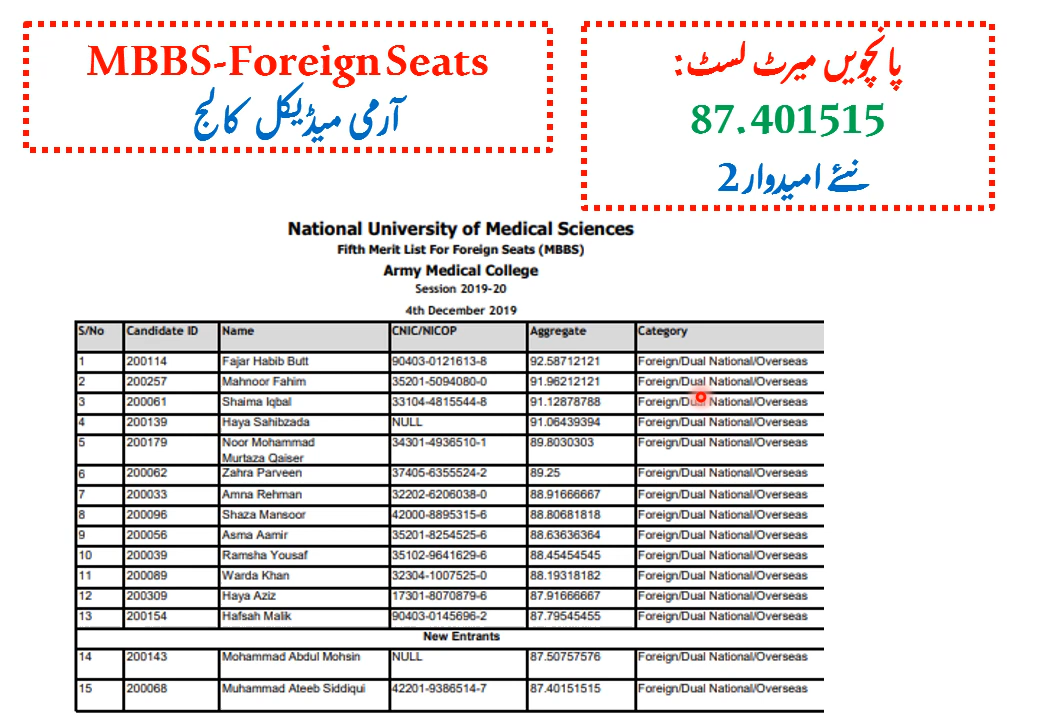 MBBS-Foreign Seats
آرمی میڈیکل کالج
پانچویں میرٹ لسٹ:
87.401515
نئے امیدوار 2
National University of Medical Sciences
Fifth Merit List For Foreign Seats (MBBS)
Army Medical College
Session 2019-20
4th December 2019
S/No Candidate ID Name CNIC/NICOP Aggregate Category
1 200114 Fajar Habib Butt 90403-0121613-8 92.58712121 Foreign/Dual National/Overseas
2 200257 Mahnoor Fahim 35201-5094080-0 91.96212121 Foreign/Dual National/Overseas
3 200061 Shaima Iqbal 33104-4815544-8 91.12878788 Foreign/Dual National/Overseas
4 200139 Haya Sahibzada NULL 91.06439394 Foreign/Dual National/Overseas
5 200179 Noor Mohammad 34301-4936510-1 89.8030303 Foreign/Dual National/Overseas
Murtaza Qaiser
6 200062 Zahra Parveen 37405-6355524-2 89.25 Foreign/Dual National/Overseas
7 200033 Amna Rehman 32202-6206038-0 88.91666667 Foreign/Dual National/Overseas
8 200096 Shaza Mansoor 42000-8895315-6 88.80681818 Foreign/Dual National/Overseas
9 200056 Asma Aamir 35201-8254525-6 88.63636364 Foreign/Dual National/Overseas
10 200039 Ramsha Yousaf 35102-9641629-6 88.45454545 Foreign/Dual National/Overseas
11 200089 Warda Khan 32304-1007525-0 88.19318182 Foreign/Dual National/Overseas
12 200309 Haya Aziz 17301-8070879-6 87.91666667 Foreign/Dual National/Overseas
13 200154 Hafsah Malik 90403-0145696-2 87.79545455 Foreign/Dual National/Overseas
New Entrants
14 200143 Mohammad Abdul Mohsin NULL 87.50757576 Foreign/Dual National/Overseas
15 200068 Muhammad Ateeb Siddiqui 42201-9386514-7 87.40151515 Foreign/Dual National/Overseas